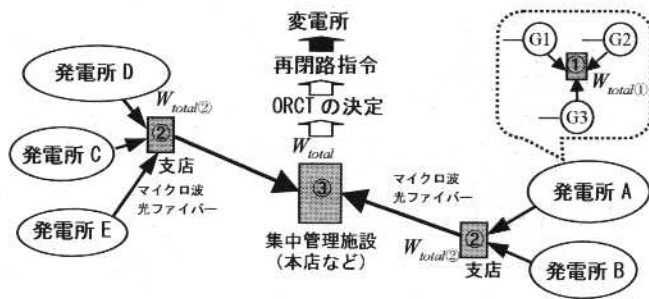 変電所
再閉路指令
ORCTの決定
W_total
③
集中管理施設
(本店など)
発電所 D
発電所 C
発電所 E
W_total②
②
支店
マイクロ波
光ファイバー
G1
G2
①
W_total①
G3
発電所 A
発電所 B
マイクロ波
光ファイバー
②
W_total②
支店